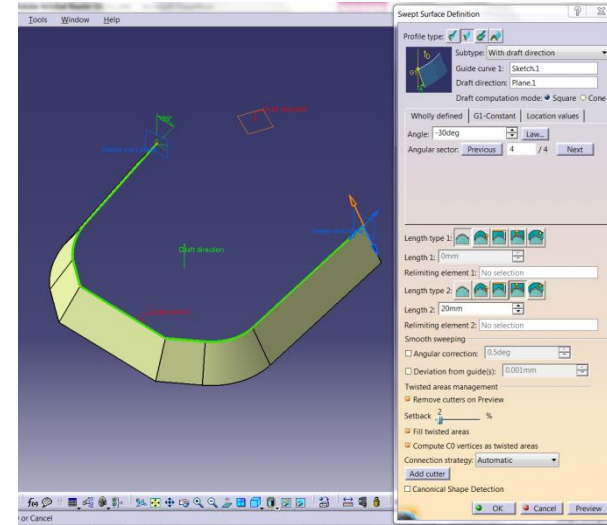 Tools Window Help
Draft direction
Swept Surface Definition
Profile type:
Subtype: With draft direction
Guide curve 1: Sketch.1
Draft direction: Plane.1
Draft computation mode: Square Cone
Wholly defined G1-Constant Location values
Angle: -30deg Law...
Angular sector: Previous 4 / 4 Next
Length type 1:
Length 1: 0mm
Relimiting element 1: No selection
Length type 2:
Length 2: 20mm
Relimiting element 2: No selection
Smooth sweeping
Angular correction: 0.5deg
Deviation from guide(s): 0.001mm
Twisted areas management
Remove cutters on Preview
Setback 2 %
Fill twisted areas
Compute C0 vertices as twisted areas
Connection strategy: Automatic
Add cutter
Canonical Shape Detection
OK Cancel Preview
or Cancel